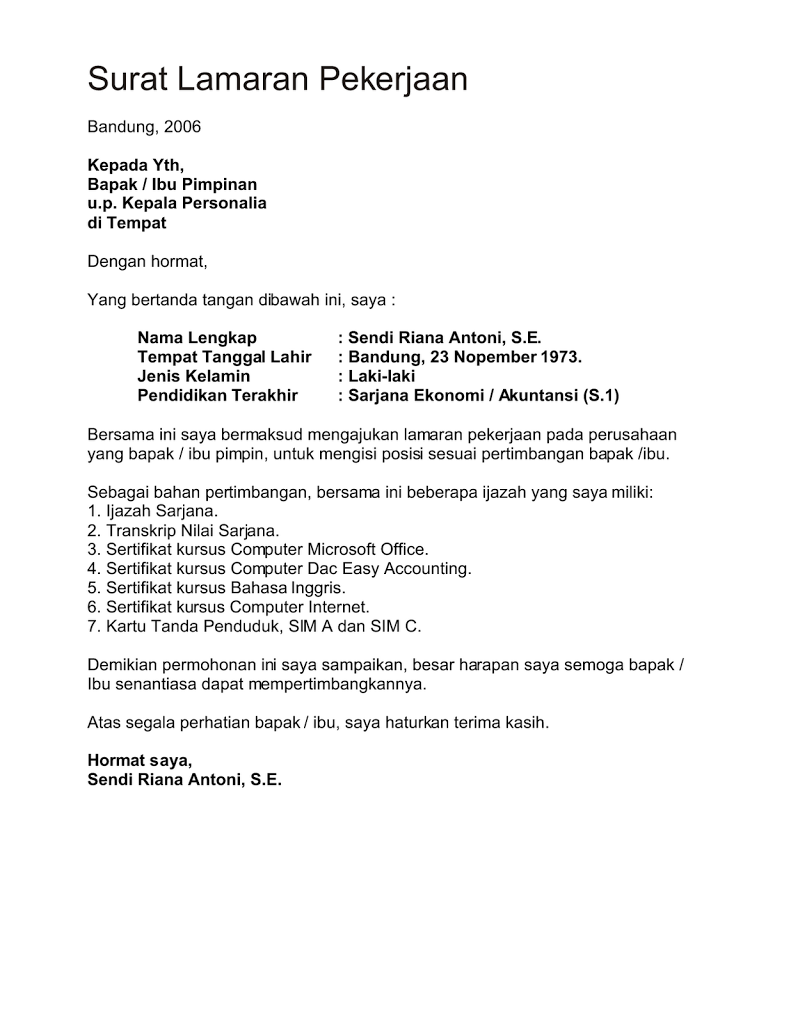 Surat Lamaran Pekerjaan
Bandung, 2006
Kepada Yth,
Bapak / Ibu Pimpinan
u.p. Kepala Personalia
di Tempat
Dengan hormat,
Yang bertanda tangan dibawah ini, saya :
Nama Lengkap : Sendi Riana Antoni, S.E.
Tempat Tanggal Lahir : Bandung, 23 Nopember 1973.
Jenis Kelamin : Laki-laki
Pendidikan Terakhir : Sarjana Ekonomi / Akuntansi (S.1)
Bersama ini saya bermaksud mengajukan lamaran pekerjaan pada perusahaan
yang bapak / ibu pimpin, untuk mengisi posisi sesuai pertimbangan bapak /ibu.
Sebagai bahan pertimbangan, bersama ini beberapa ijazah yang saya miliki:
1. Ijazah Sarjana.
2. Transkrip Nilai Sarjana.
3. Sertifikat kursus Computer Microsoft Office.
4. Sertifikat kursus Computer Dac Easy Accounting.
5. Sertifikat kursus Bahasa Inggris.
6. Sertifikat kursus Computer Internet.
7. Kartu Tanda Penduduk, SIM A dan SIM C.
Demikian permohonan ini saya sampaikan, besar harapan saya semoga bapak /
Ibu senantiasa dapat mempertimbangkannya.
Atas segala perhatian bapak / ibu, saya haturkan terima kasih.
Hormat saya,
Sendi Riana Antoni, S.E.